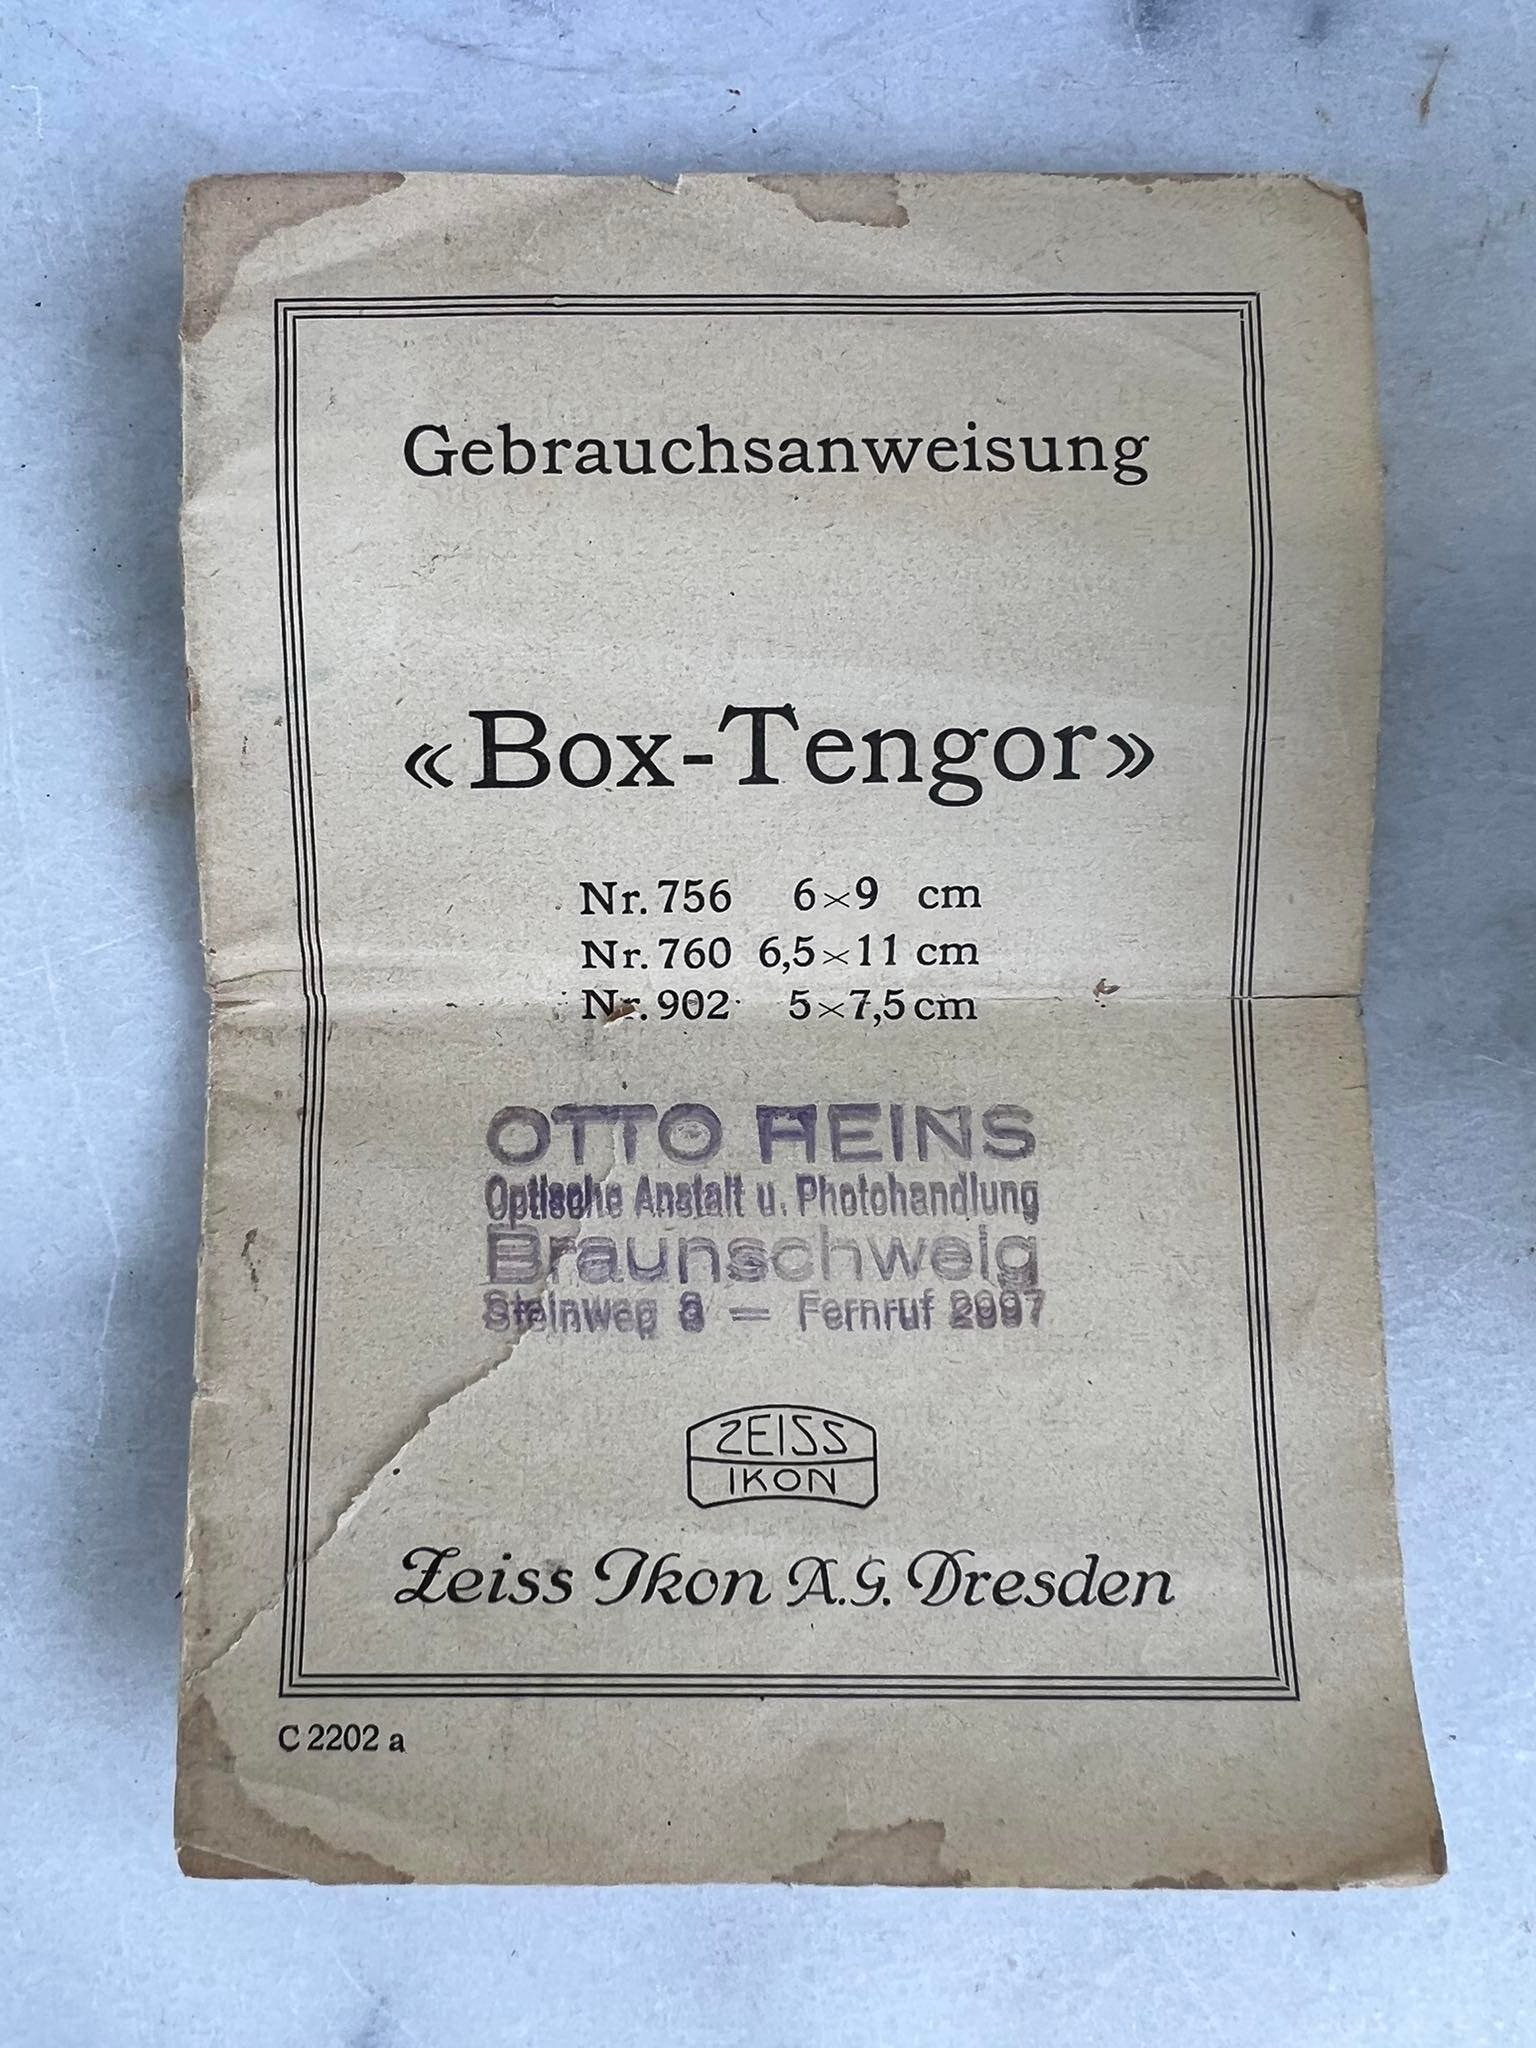 Gebrauchsanweisung
«Box-Tengor»
Nr. 756 6×9 cm
Nr. 760 6,5×11 cm
Nr. 902 5×7,5 cm
OTTO HEINS
Optische Anstalt u. Photohandlung
Braunschweig
Steinweg 3 = Fernruf 2997
ZEISS
IKON
Zeiss Ikon A.G. Dresden
C 2202 a